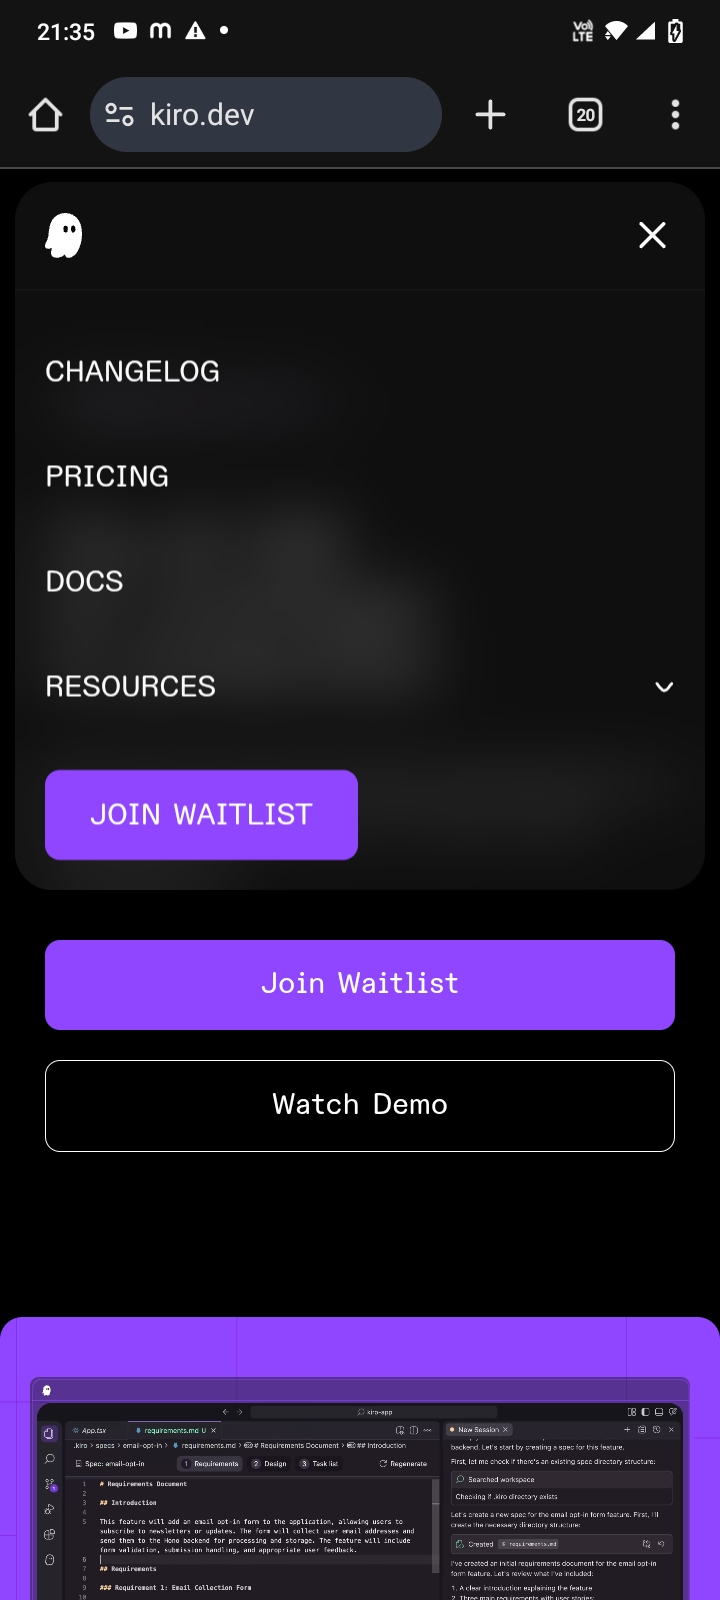 21:35
Vo)) LTE
kiro.dev
20
CHANGELOG
PRICING
DOCS
RESOURCES
JOIN WAITLIST
Join Waitlist
Watch Demo
kiro-app
App.tsx
requirements.md U
New Session
.kiro > specs > email-opt-in > requirements.md > # Requirements Document > ## Introduction
Spec: email-opt-in
1 Requirements
2 Design
3 Task list
Regenerate
1 # Requirements Document
2
3 ## Introduction
4
5 This feature will add an email opt-in form to the application, allowing users to
subscribe to newsletters or updates. The form will collect user email addresses and
send them to the Hono backend for processing and storage. The feature will include
form validation, submission handling, and appropriate user feedback.
6
7 ## Requirements
8
9 ### Requirement 1: Email Collection Form
10
backend. Let's start by creating a spec for this feature.
First, let me check if there's an existing spec directory structure:
Searched workspace
Checking if .kiro directory exists
Let's create a new spec for the email opt-in form feature. First, I'll
create the necessary directory structure:
Created # requirements.md
I've created an initial requirements document for the email opt-in
form feature. Let's review what I've included:
1. A clear introduction explaining the feature
2. Three main requirements with user stories: